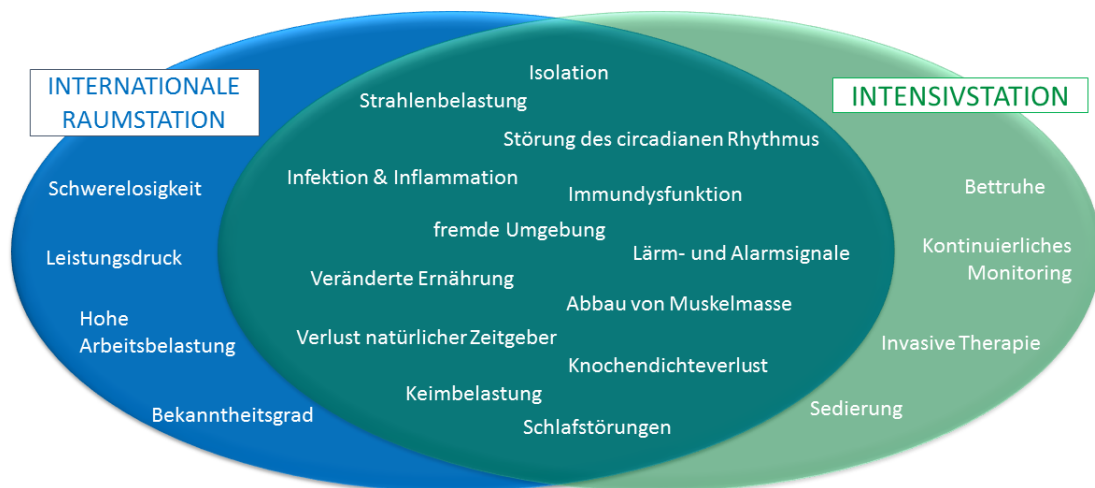 INTERNATIONALE
RAUMSTATION
Schwerelosigkeit
Leistungsdruck
Hohe
Arbeitsbelastung
Bekanntheitsgrad
Isolation
Strahlenbelastung
Störung des circadianen Rhythmus
Infektion & Inflammation
Immundysfunktion
fremde Umgebung
Lärm- und Alarmsignale
Veränderte Ernährung
Abbau von Muskelmasse
Verlust natürlicher Zeitgeber
Knochendichteverlust
Keimbelastung
Schlafstörungen
INTENSIVSTATION
Bettruhe
Kontinuierliches
Monitoring
Invasive Therapie
Sedierung